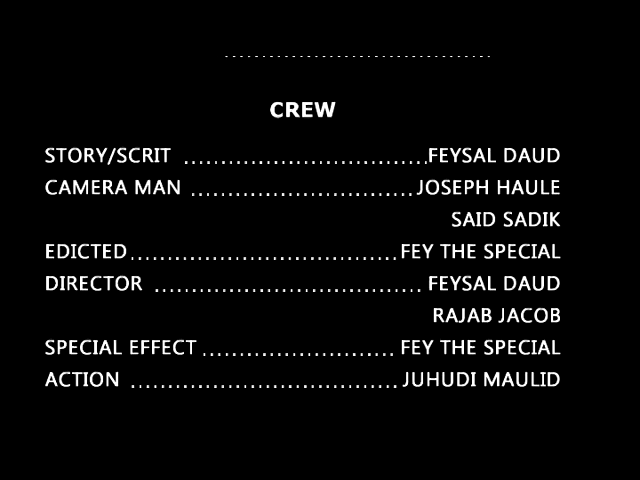 CREW
STORY/SCRIT ................................FEYSAL DAUD
CAMERA MAN ..............................JOSEPH HAULE
SAID SADIK
EDICTED...................................FEY THE SPECIAL
DIRECTOR ................................... FEYSAL DAUD
RAJAB JACOB
SPECIAL EFFECT.......................... FEY THE SPECIAL
ACTION ...................................JUHUDI MAULID